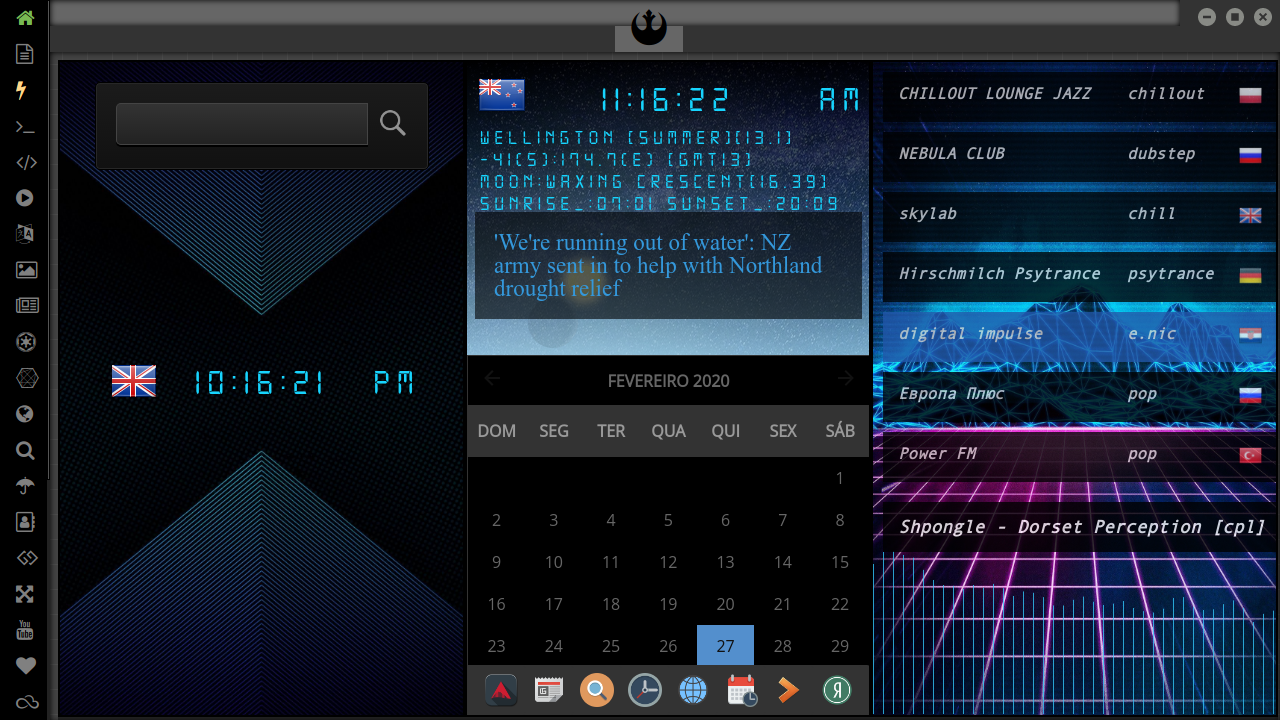 10:16:21 PM
11:16:22 AM
WELLINGTON [SUMMER][13.1]
-41(S):174.7(E) [GMT13]
MOON:WAXING CRESCENT[16.39]
SUNRISE_:07:01 SUNSET_:20:09
'We're running out of water': NZ
army sent in to help with Northland
drought relief
FEVEREIRO 2020
DOM SEG TER QUA QUI SEX SÁB
1
2 3 4 5 6 7 8
9 10 11 12 13 14 15
16 17 18 19 20 21 22
23 24 25 26 27 28 29
CHILLOUT LOUNGE JAZZ chillout
NEBULA CLUB dubstep
skylab chill
Hirschmilch Psytrance psytrance
digital impulse e.nic
Европа Плюс pop
Power FM pop
Shpongle - Dorset Perception [cpl]
You
Tube
Я